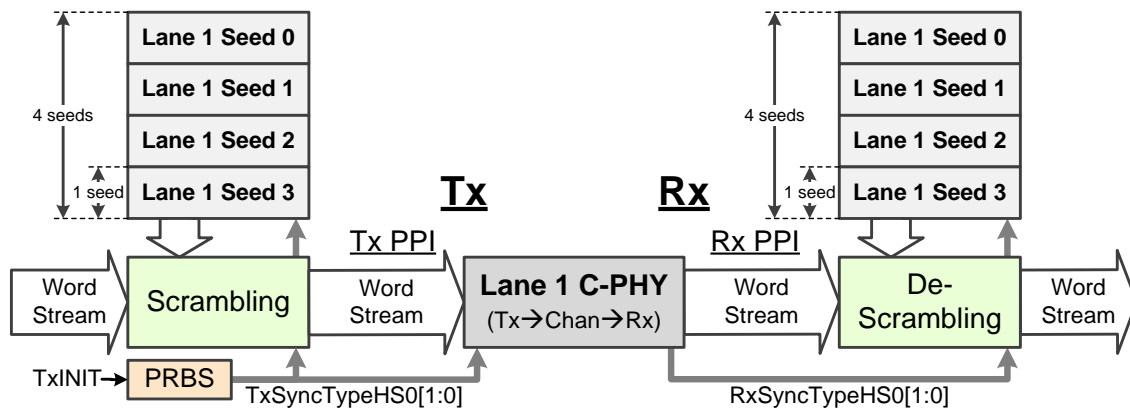 Lane 1 Seed 0
Lane 1 Seed 1
4 seeds
Lane 1 Seed 2
1 seed
Lane 1 Seed 3
Lane 1 Seed 0
Lane 1 Seed 1
4 seeds
Lane 1 Seed 2
1 seed
Lane 1 Seed 3
Tx
Rx
Tx PPI
Rx PPI
Word
Stream
Scrambling
Word
Stream
Lane 1 C-PHY
(Tx→Chan→Rx)
Word
Stream
De-
Scrambling
Word
Stream
TxINIT
PRBS
TxSyncTypeHS0[1:0]
RxSyncTypeHS0[1:0]